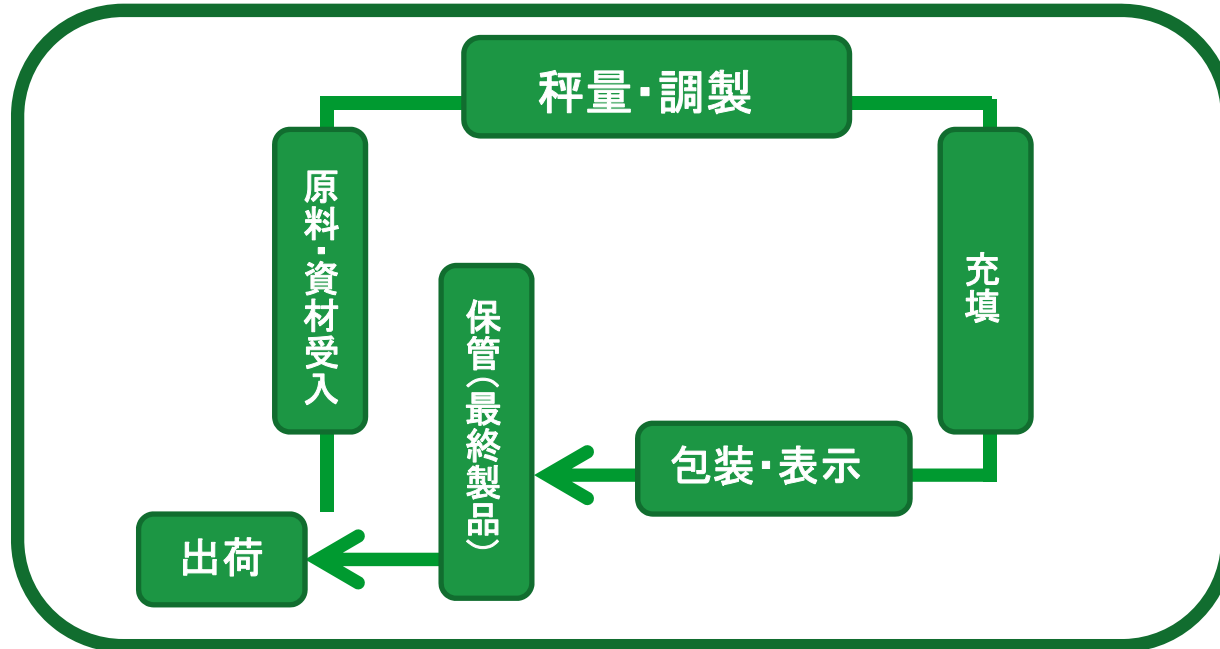 原料・資材受入
秤量・調製
充填
包装・表示
保管(最終製品)
出荷